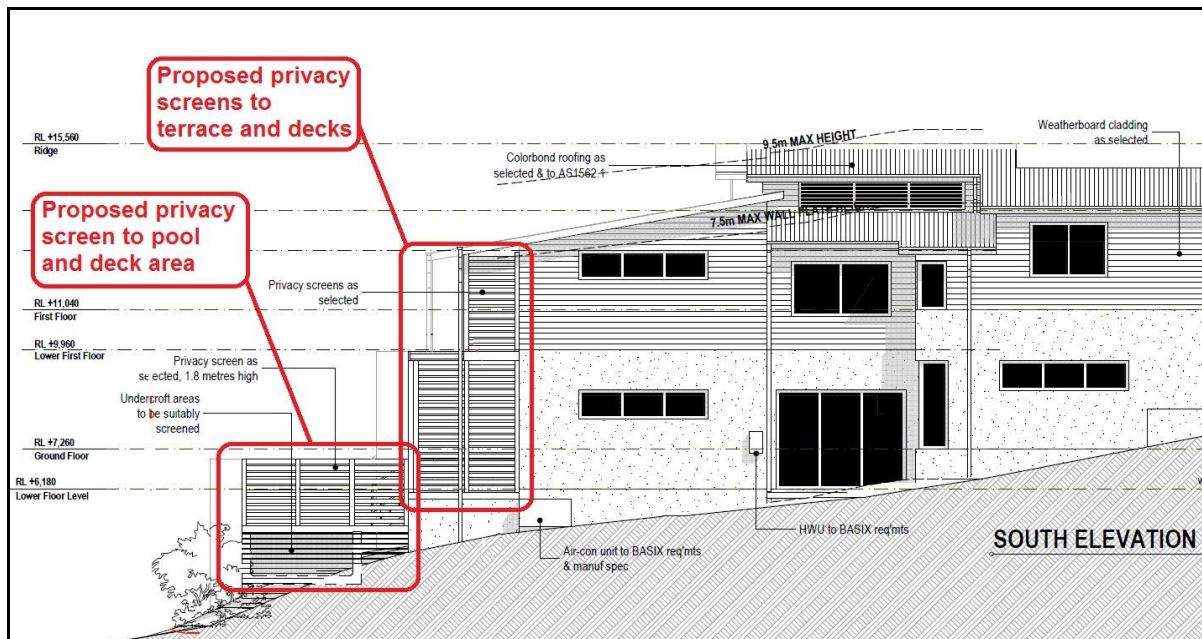 Proposed privacy
screens to
terrace and decks
RL +15,560
Ridge
9.5m MAX HEIGHT
Weatherboard cladding
as selected
Colorbond roofing as
selected & to AS1562.1
Proposed privacy
screen to pool
and deck area
7.5m MAX WALL
Privacy screens as
selected
RL +11,040
First Floor
RL +9,960
Lower First Floor
Privacy screen as
selected, 1.8 metres high
Undercroft areas
to be suitably
screened
RL +7,260
Ground Floor
RL +6,180
Lower Floor Level
HWU to BASIX req'mts
SOUTH ELEVATION
Air-con unit to BASIX req'mts
& manuf spec